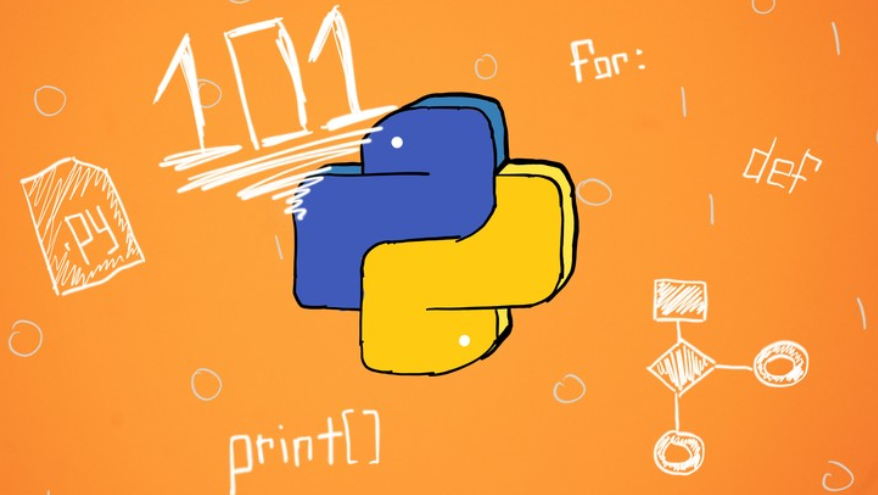 101
for:
def
.py
print[]